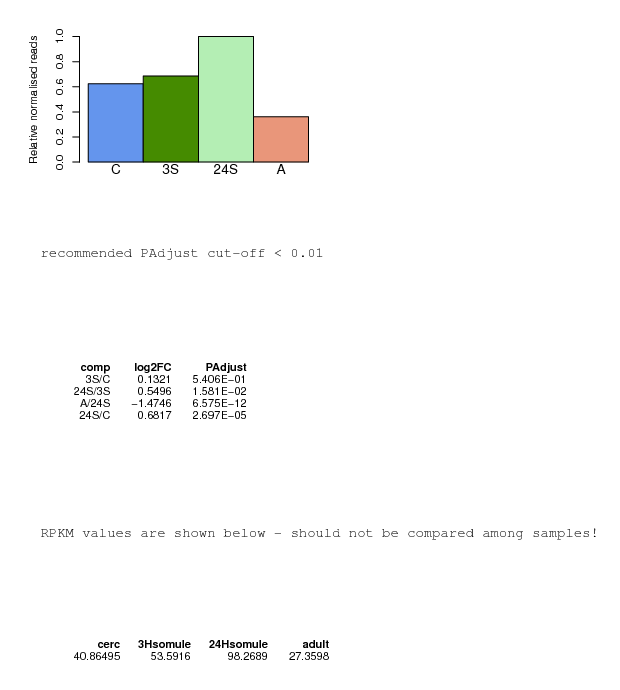 Relative normalised reads
1.0
0.8
0.6
0.4
0.2
0.0
C 3S 24S A
recommended PAdjust cut-off < 0.01
comp log2FC PAdjust
3S/C 0.1321 5.406E-01
24S/3S 0.5496 1.581E-02
A/24S -1.4746 6.575E-12
24S/C 0.6817 2.697E-05
RPKM values are shown below - should not be compared among samples!
cerc 3Hsomule 24Hsomule adult
40.86495 53.5916 98.2689 27.3598